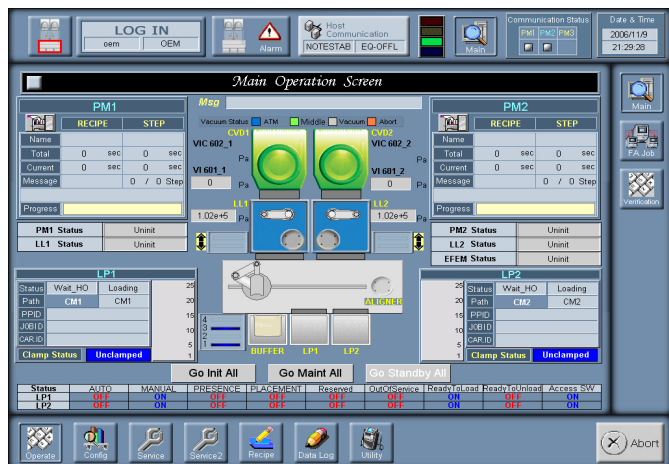 LOG IN
oem OEM
Alarm
Host
Communication
NOTESTAB EQ-OFFL
Main
Communication Status
PM1 PM2 PM3
Date & Time
2006/11/9
21:29:28
Main Operation Screen
PM1
RECIPE STEP
Name
Total 0 sec 0 sec
Current 0 sec 0 sec
Message 0 / 0 Step
Progress
PM1 Status Uninit
LL1 Status Uninit
Msg
Vacuum Status ATM Middle Vacuum Abort
CVD1 CVD2
VIC 602_1 VIC 602_2
Pa Pa
VI 601_1 VI 601_2
0 Pa 0 Pa
LL1 LL2
1.02e+5 Pa 1.02e+5 Pa
PM2
RECIPE STEP
Name
Total 0 sec 0 sec
Current 0 sec 0 sec
Message 0 / 0 Step
Progress
PM2 Status Uninit
LL2 Status Uninit
EFEM Status Uninit
Main
FA Job
Verification
LP1
Status Wait_HO Loading
Path CM1 CM1
PPID
JOBID
CAR.ID
Clamp Status Unclamped
25
20
15
10
5
1
ALIGNER
4
3
2
1
BUFFER LP1 LP2
LP2
25
20
15
10
5
1
Status Wait_HO Loading
Path CM2 CM2
PPID
JOBID
CAR.ID
Clamp Status Unclamped
Go Init All Go Maint All Go Standby All
Status AUTO MANUAL PRESENCE PLACEMENT Reserved OutOfService ReadyToLoad ReadyToUnload Access SW
LP1 OFF ON OFF OFF OFF OFF ON OFF ON
LP2 OFF ON OFF OFF OFF OFF ON OFF ON
Operate Config Service Service2 Recipe Data Log Utility Abort